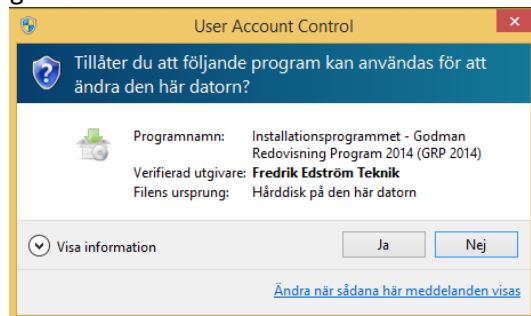 User Account Control
Tillåter du att följande program kan användas för att
ändra den här datorn?
Programnamn: Installationsprogrammet - Godman
Redovisning Program 2014 (GRP 2014)
Verifierad utgivare: Fredrik Edström Teknik
Filens ursprung: Hårddisk på den här datorn
Visa information
Ja Nej
Ändra när sådana här meddelanden visas